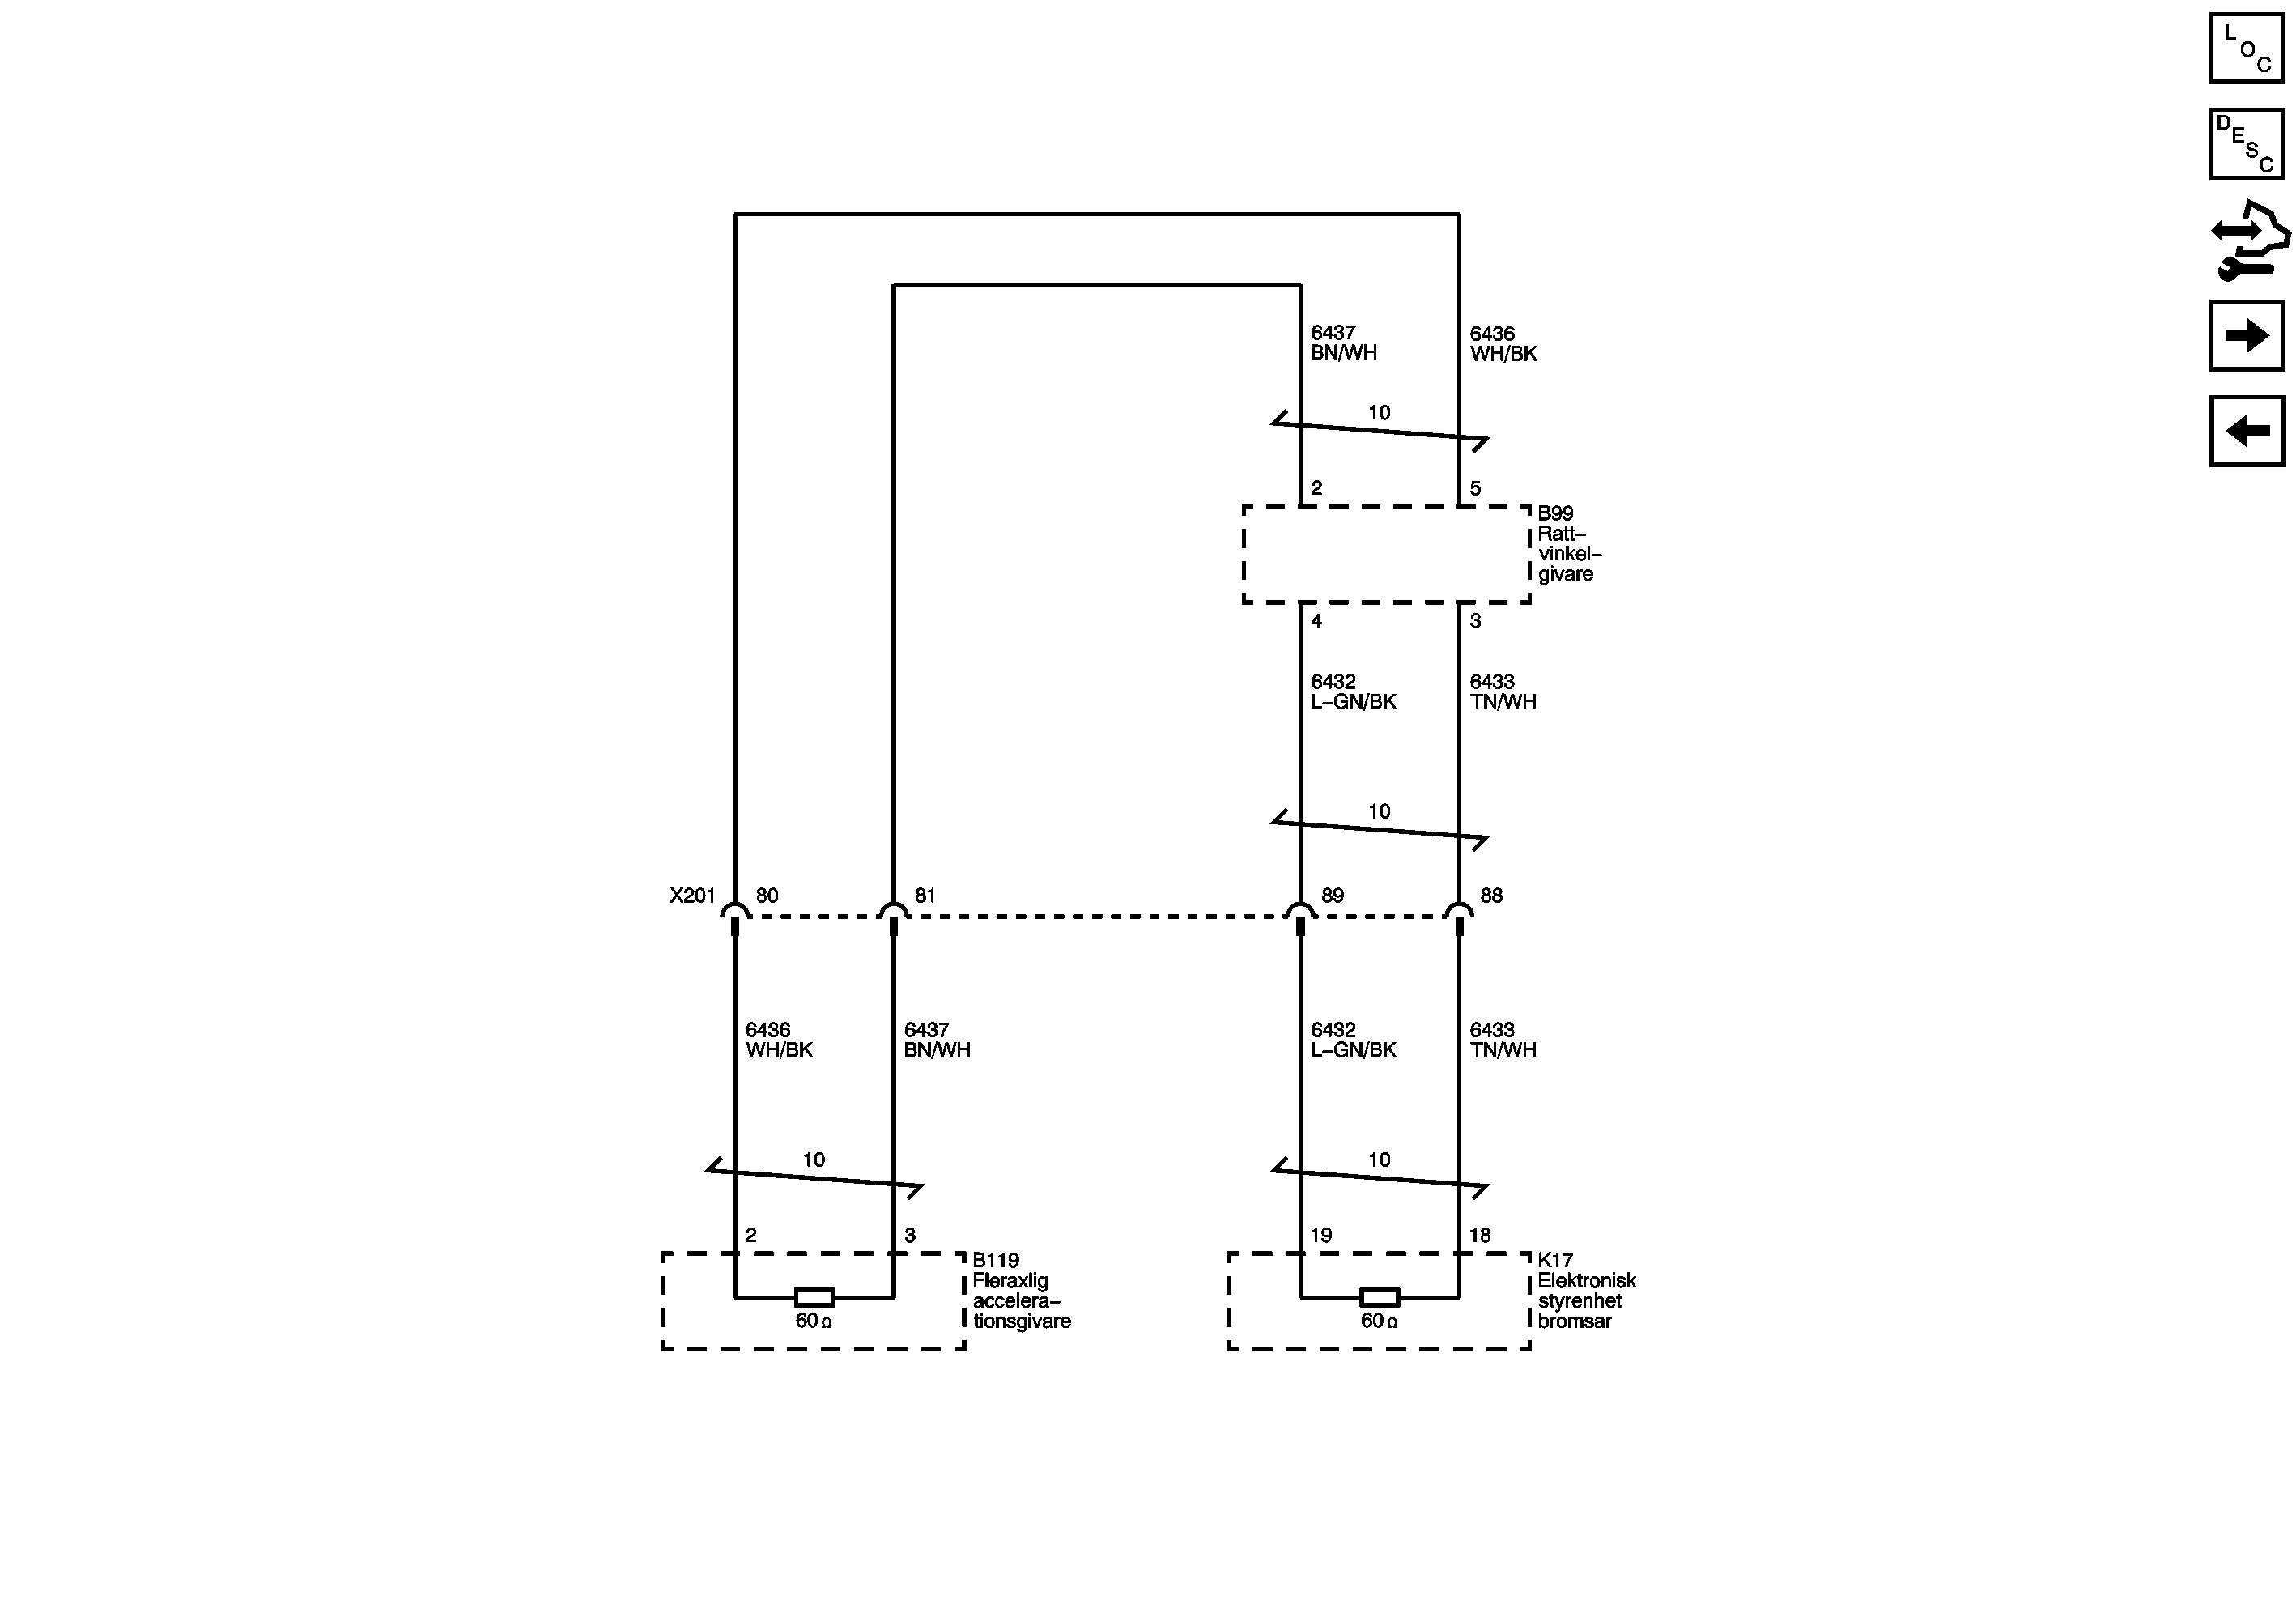 L
O
C
D
E
S
C
6437
BN/WH
6436
WH/BK
10
2
5
B99
Ratt–
vinkel–
givare
4
3
6432
L–GN/BK
6433
TN/WH
10
X201
80
81
89
88
6436
WH/BK
6437
BN/WH
6432
L–GN/BK
6433
TN/WH
10
10
2
3
19
18
B119
Fleraxlig
accelera–
tionsgivare
60 Ω
K17
Elektronisk
styrenhet
bromsar
60 Ω